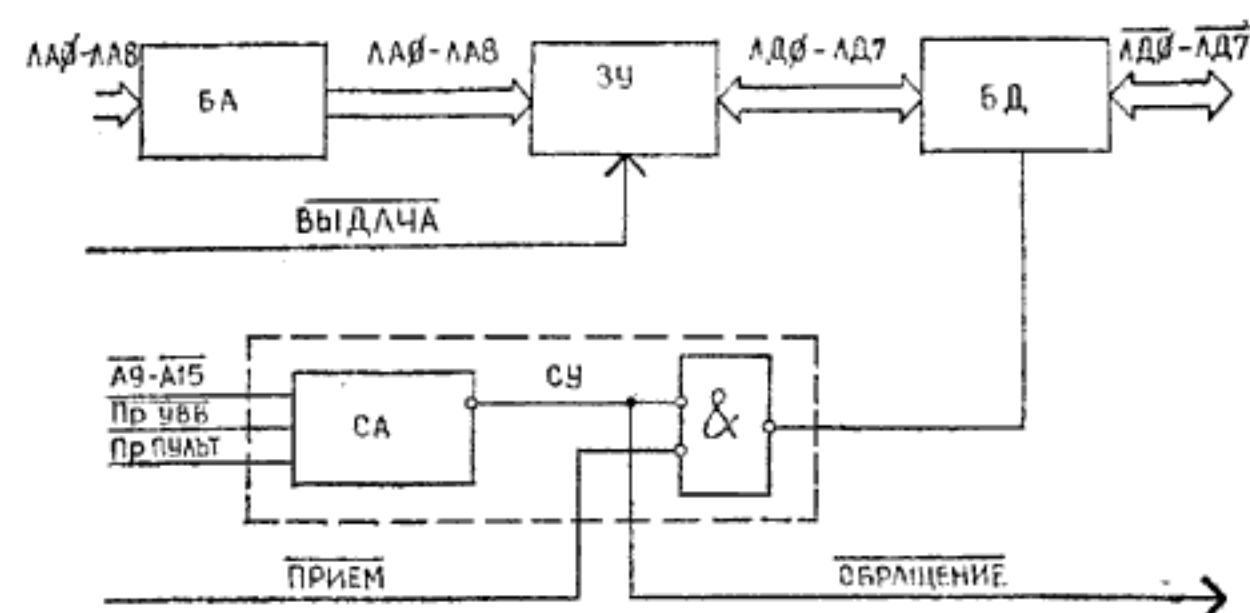 ЛАØ-ЛА8
БА
ЛАØ-ЛА8
ЗУ
ЛДØ-ЛД7
БД
ЛДØ-ЛД7
ВЫДАЧА
А9-А15
Пр УВВ
Пр ПУЛЬТ
СА
СУ
&
ПРИЕМ
ОБРАЩЕНИЕ